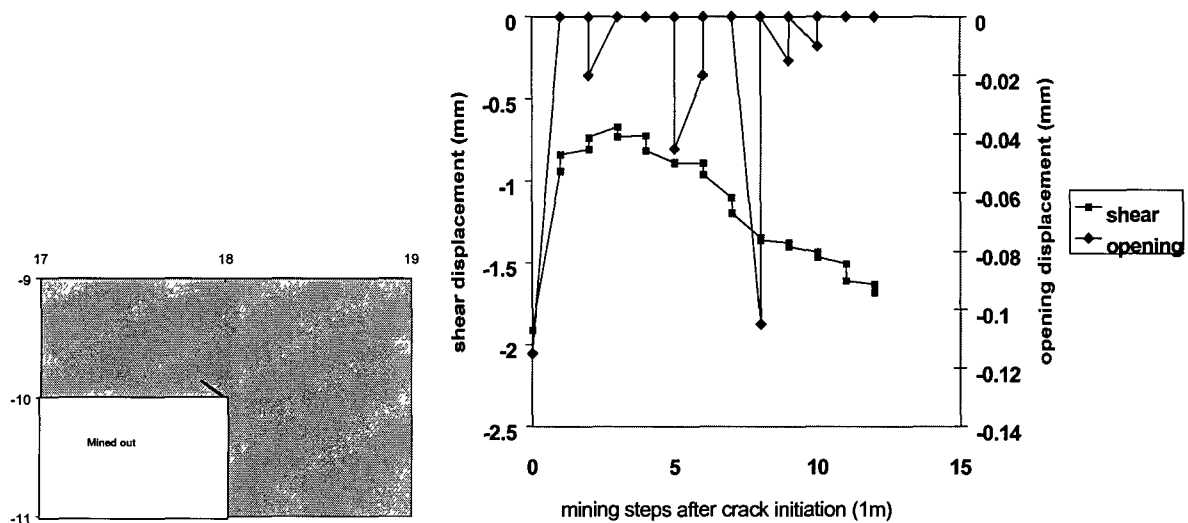 17 18 19
-9
-10
-11
Mined out
0
-0.5
-1
-1.5
-2
-2.5
shear displacement (mm)
0
-0.02
-0.04
-0.06
-0.08
-0.1
-0.12
-0.14
opening displacement (mm)
0 5 10 15
mining steps after crack initiation (1m)
shear
opening